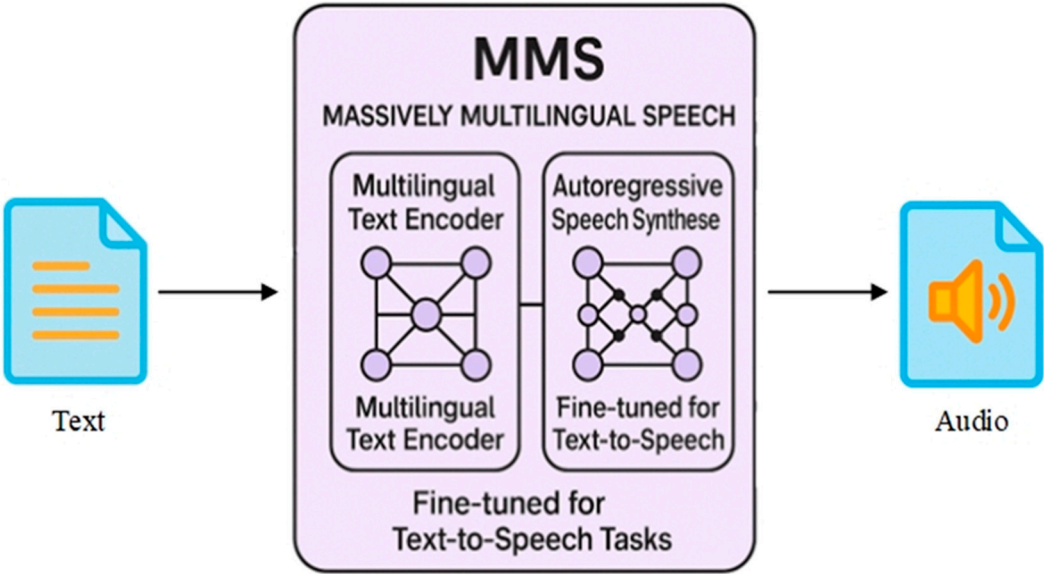 MMS
MASSIVELY MULTILINGUAL SPEECH
Multilingual
Text Encoder
Multilingual
Text Encoder
Autoregressive
Speech Synthese
Fine-tuned for
Text-to-Speech
Fine-tuned for
Text-to-Speech Tasks
Text
Audio